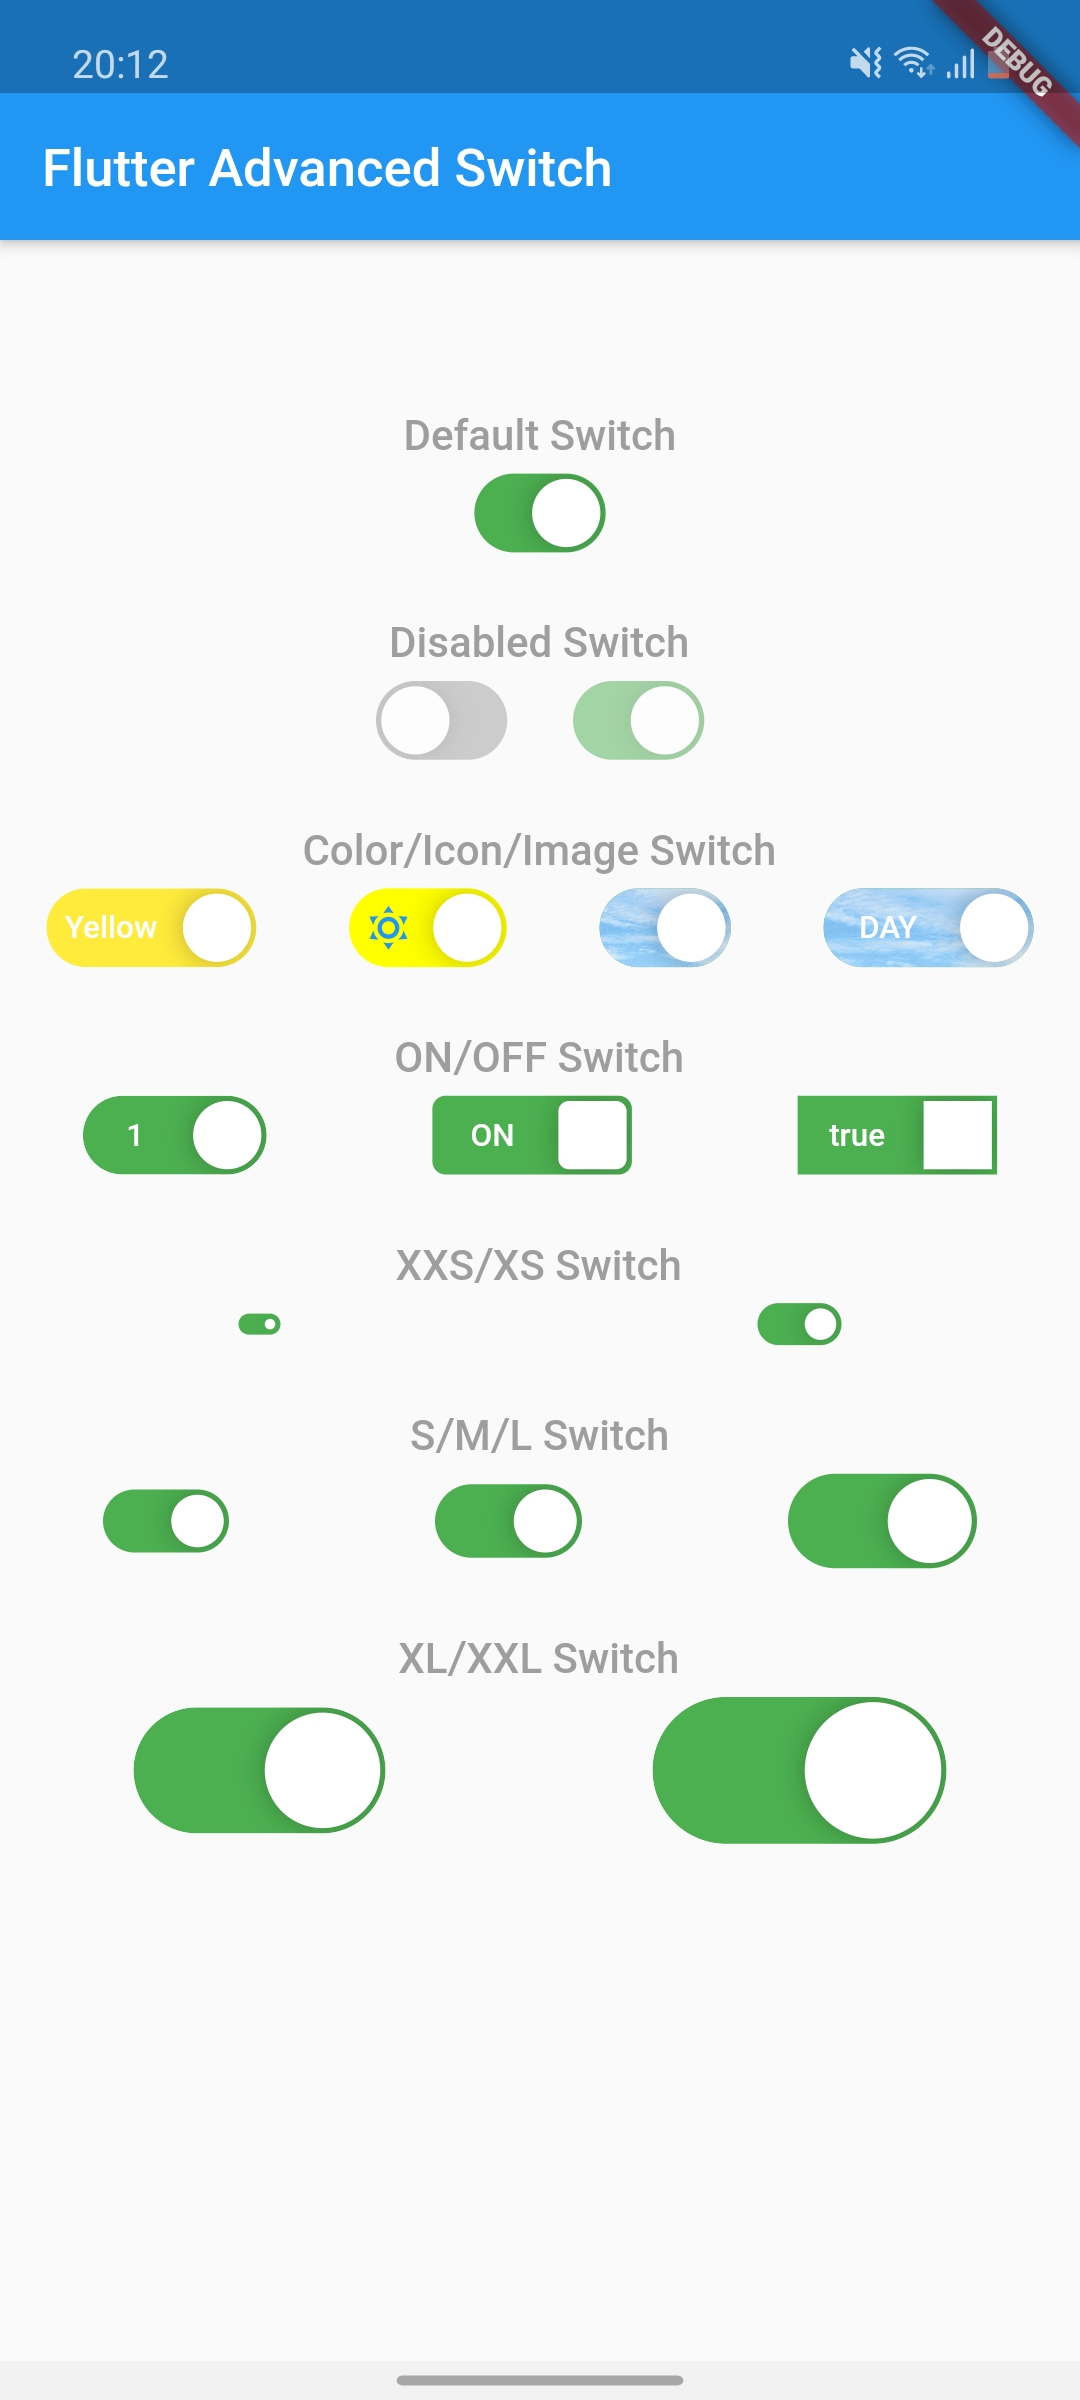 20:12
DEBUG
Flutter Advanced Switch
Default Switch
Disabled Switch
Color/Icon/Image Switch
Yellow
DAY
ON/OFF Switch
1
ON
true
XXS/XS Switch
S/M/L Switch
XL/XXL Switch